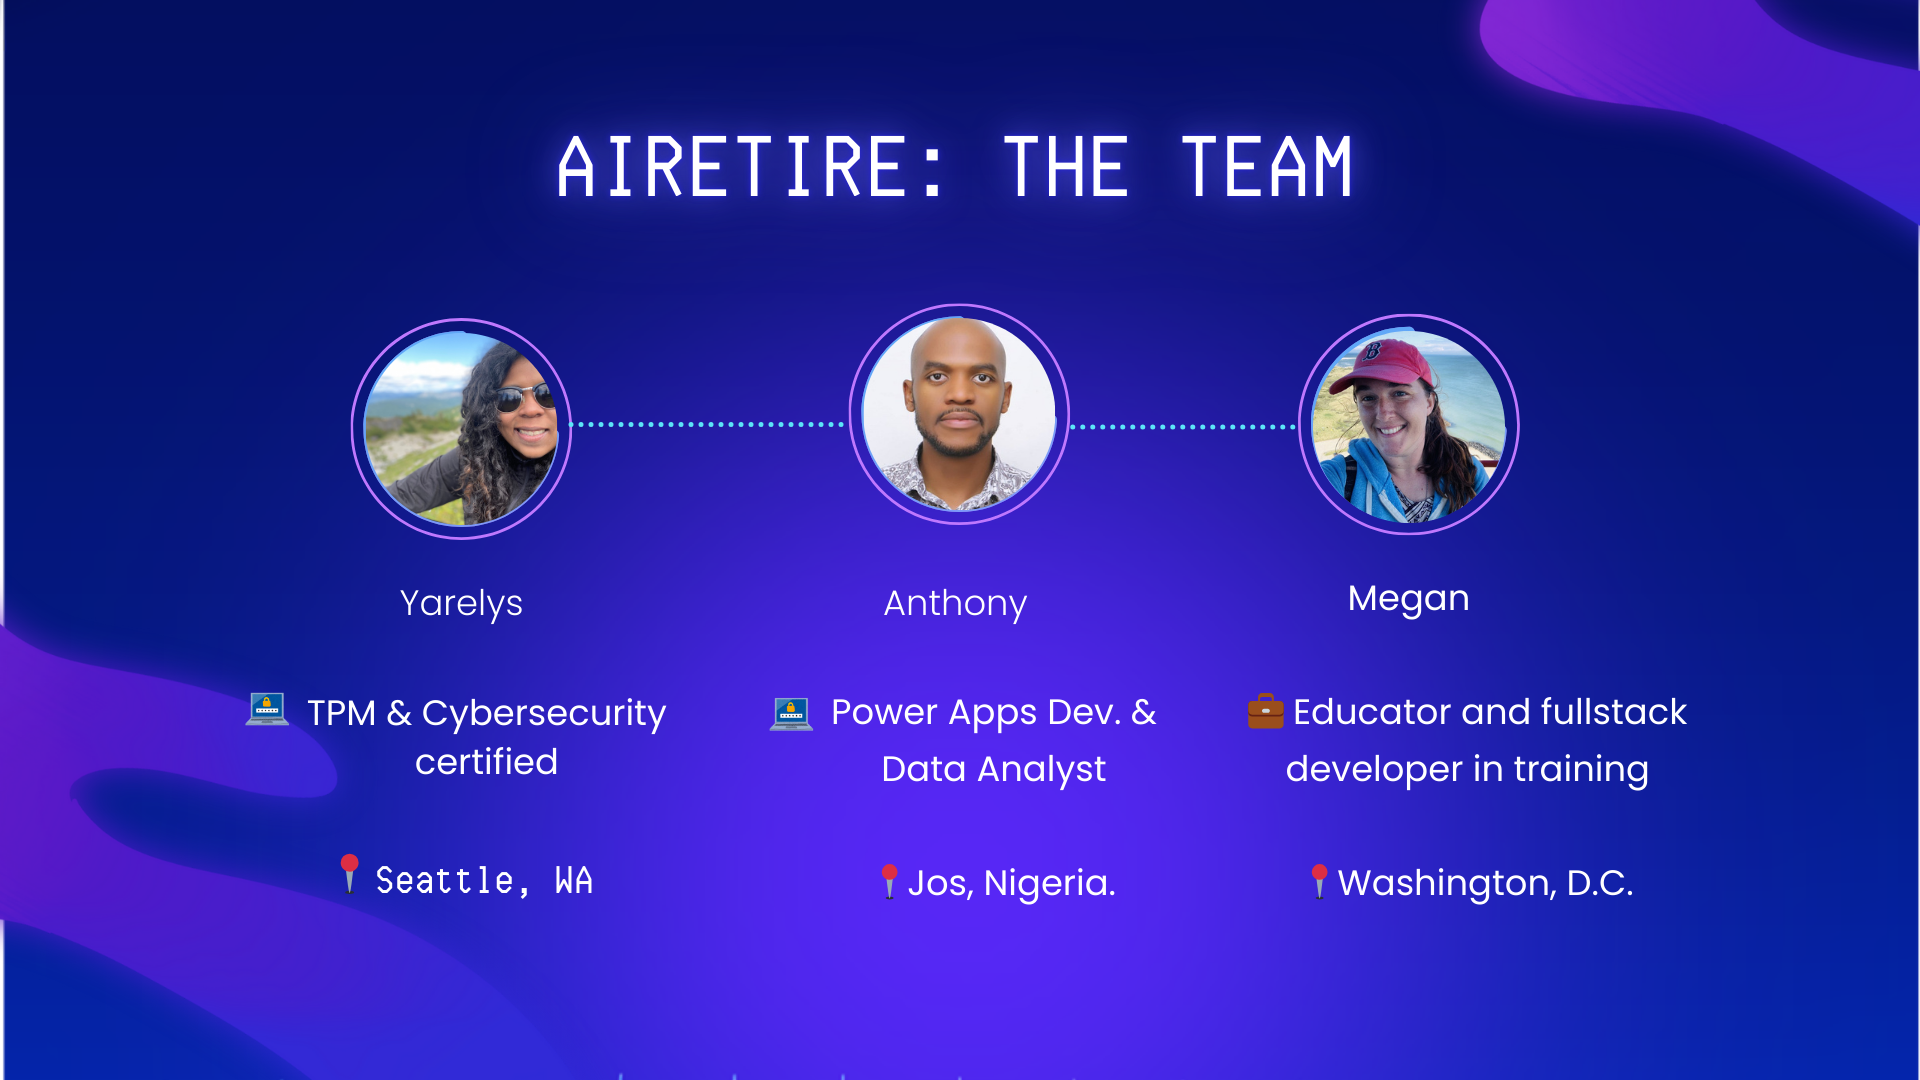 AIRETIRE: THE TEAM
Yarelys
Anthony
Megan
TPM & Cybersecurity
certified
Power Apps Dev. &
Data Analyst
Educator and fullstack
developer in training
Seattle, WA
Jos, Nigeria.
Washington, D.C.
B